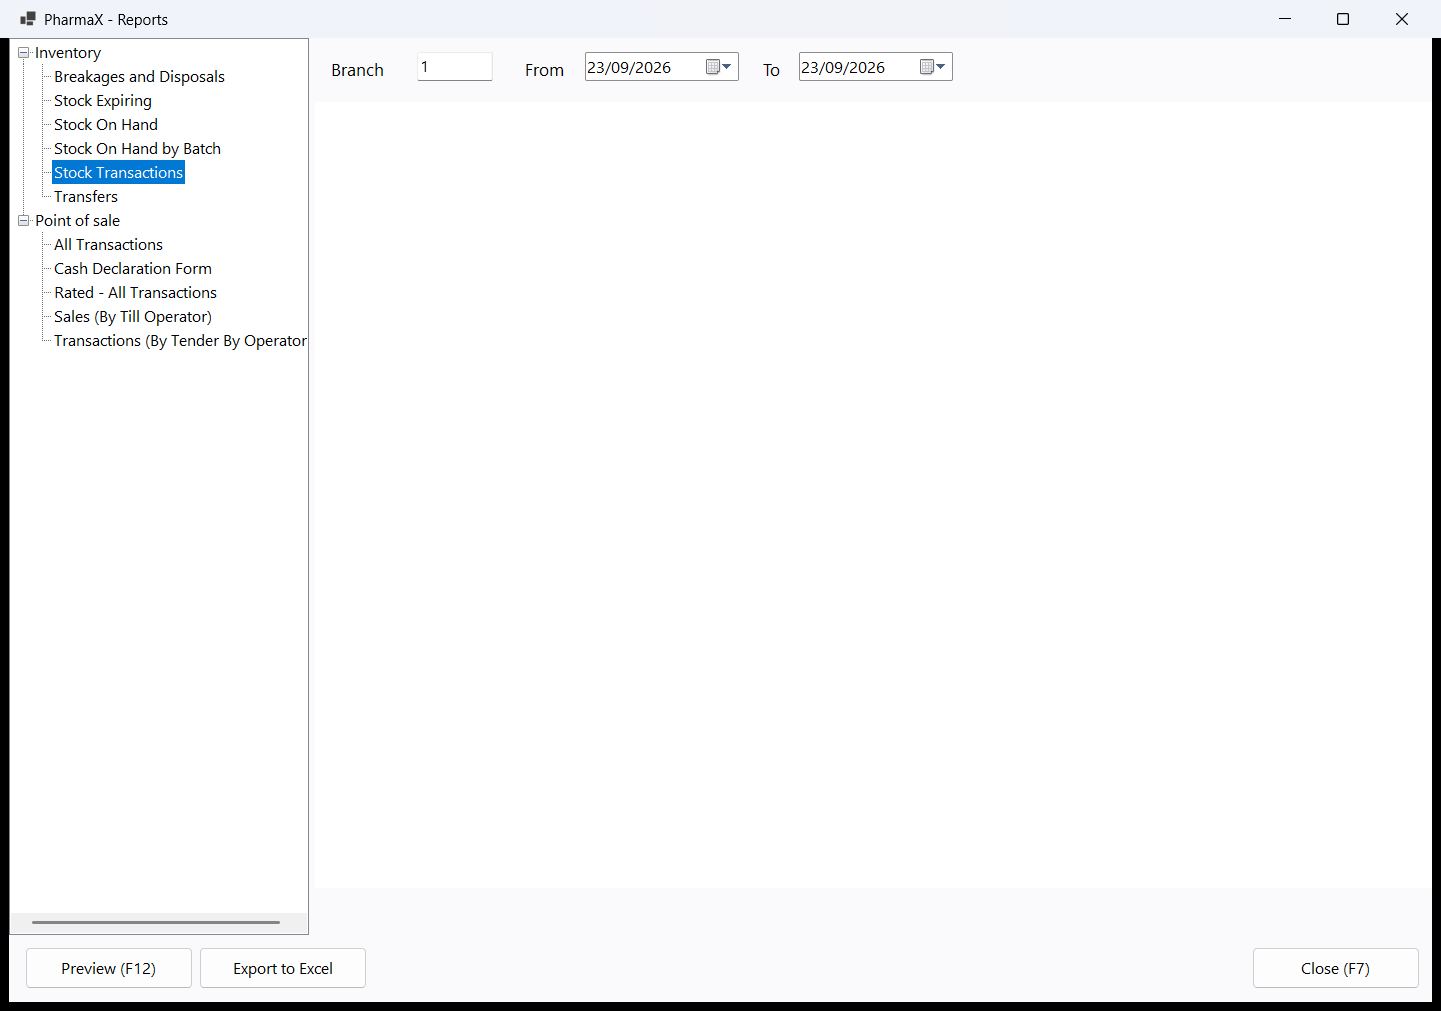 PharmaX - Reports
Inventory
Breakages and Disposals
Stock Expiring
Stock On Hand
Stock On Hand by Batch
Stock Transactions
Transfers
Point of sale
All Transactions
Cash Declaration Form
Rated - All Transactions
Sales (By Till Operator)
Transactions (By Tender By Operator
Branch 1 From 23/09/2026 To 23/09/2026
Preview (F12) Export to Excel Close (F7)